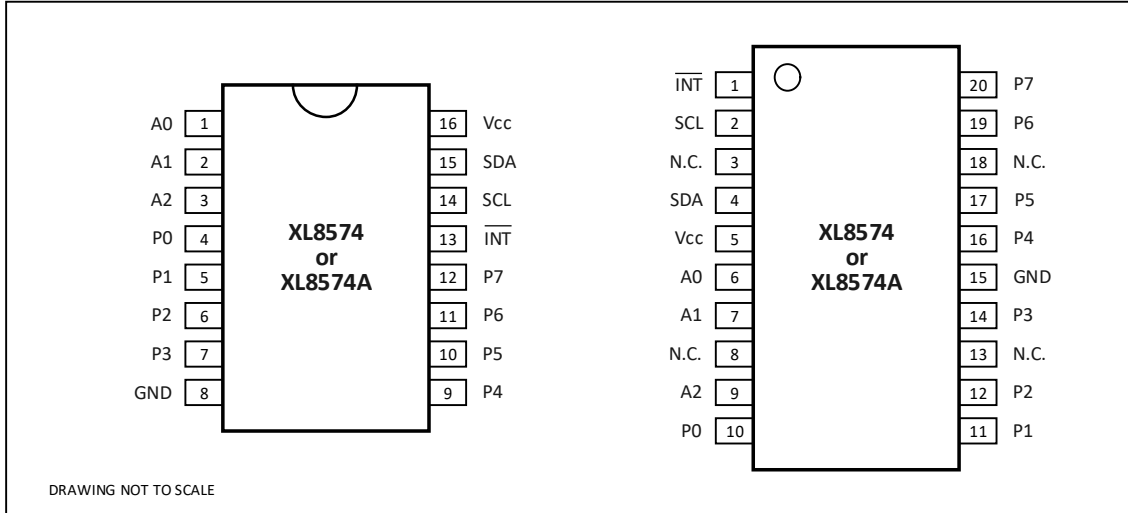 A0 1 16 Vcc
A1 2 15 SDA
A2 3 14 SCL
P0 4 13 I̅N̅T̅
P1 5 12 P7
P2 6 11 P6
P3 7 10 P5
GND 8 9 P4
XL8574
or
XL8574A
I̅N̅T̅ 1 20 P7
SCL 2 19 P6
N.C. 3 18 N.C.
SDA 4 17 P5
Vcc 5 16 P4
A0 6 15 GND
A1 7 14 P3
N.C. 8 13 N.C.
A2 9 12 P2
P0 10 11 P1
XL8574
or
XL8574A
DRAWING NOT TO SCALE